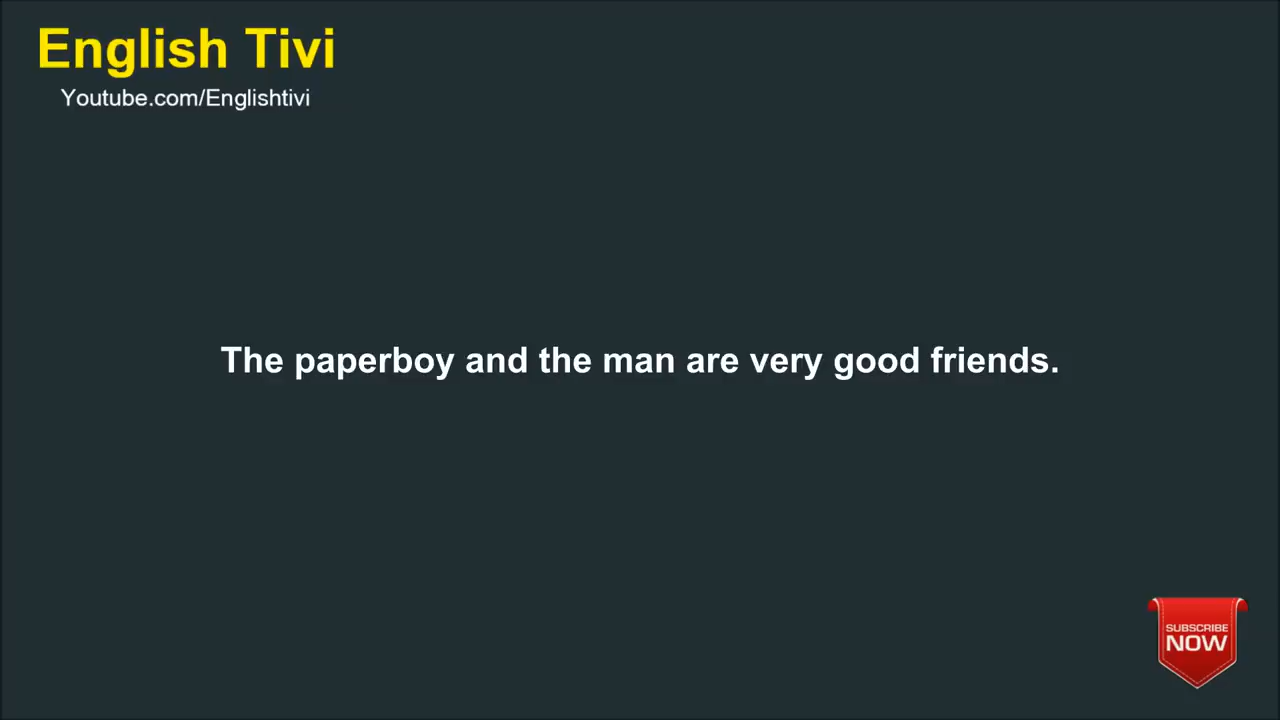 English Tivi
Youtube.com/Englishtivi
The paperboy and the man are very good friends.
SUBSCRIBE
NOW